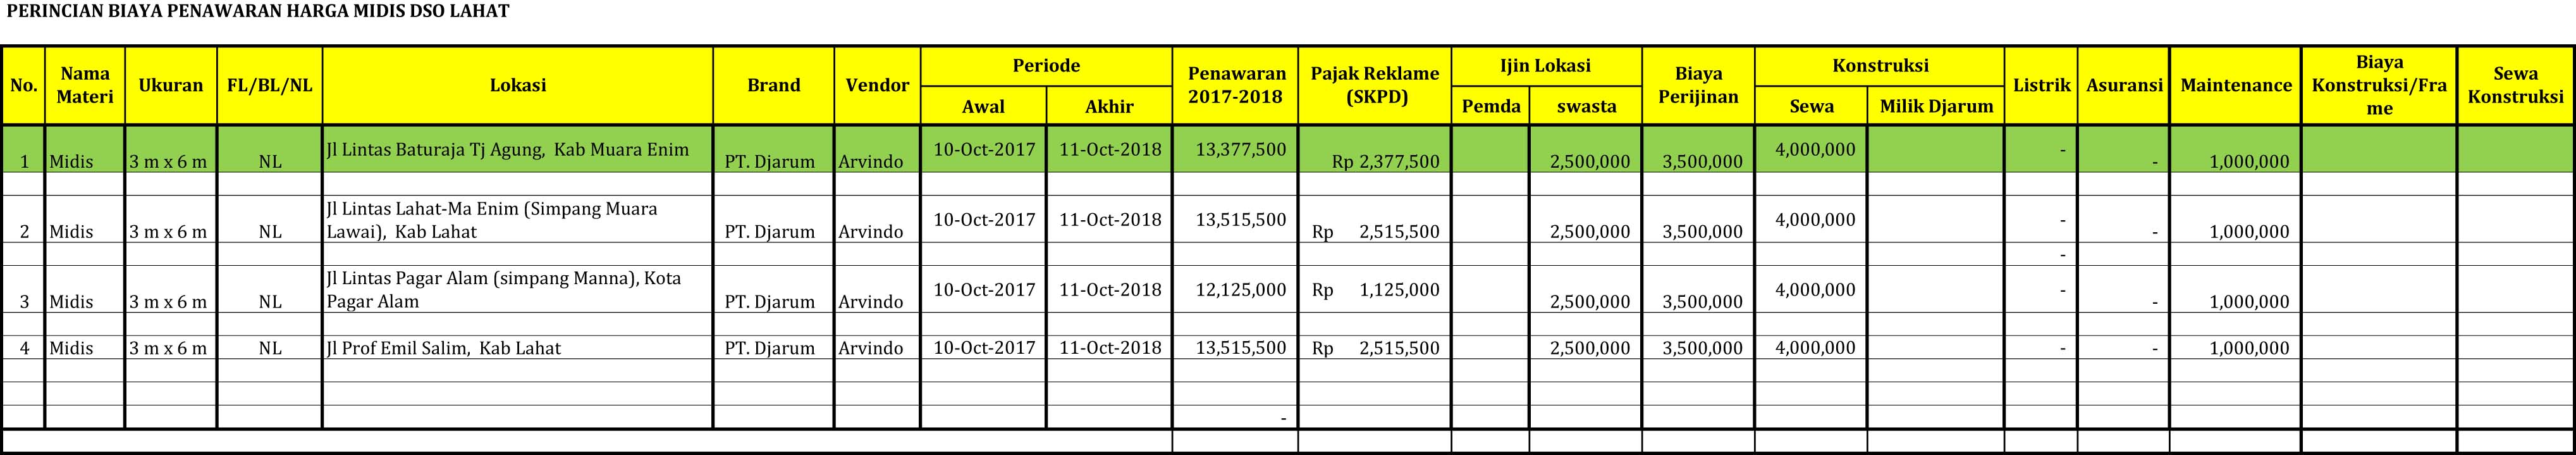 PERINCIAN BIAYA PENAWARAN HARGA MIDIS DSO LAHAT
No. Nama Materi Ukuran FL/BL/NL Lokasi Brand Vendor Periode Penawaran 2017-2018 Pajak Reklame (SKPD) Ijin Lokasi Biaya Perijinan Konstruksi Listrik Asuransi Maintenance Biaya Konstruksi/Frame Sewa Konstruksi
Awal Akhir Pemda swasta Sewa Milik Djarum
1 Midis 3 m x 6 m NL Jl Lintas Baturaja Tj Agung, Kab Muara Enim PT. Djarum Arvindo 10-Oct-2017 11-Oct-2018 13,377,500 Rp 2,377,500 2,500,000 3,500,000 4,000,000 - - 1,000,000
2 Midis 3 m x 6 m NL Jl Lintas Lahat-Ma Enim (Simpang Muara Lawai), Kab Lahat PT. Djarum Arvindo 10-Oct-2017 11-Oct-2018 13,515,500 Rp 2,515,500 2,500,000 3,500,000 4,000,000 - - 1,000,000
-
3 Midis 3 m x 6 m NL Jl Lintas Pagar Alam (simpang Manna), Kota Pagar Alam PT. Djarum Arvindo 10-Oct-2017 11-Oct-2018 12,125,000 Rp 1,125,000 2,500,000 3,500,000 4,000,000 - - 1,000,000
4 Midis 3 m x 6 m NL Jl Prof Emil Salim, Kab Lahat PT. Djarum Arvindo 10-Oct-2017 11-Oct-2018 13,515,500 Rp 2,515,500 2,500,000 3,500,000 4,000,000 - - 1,000,000
-